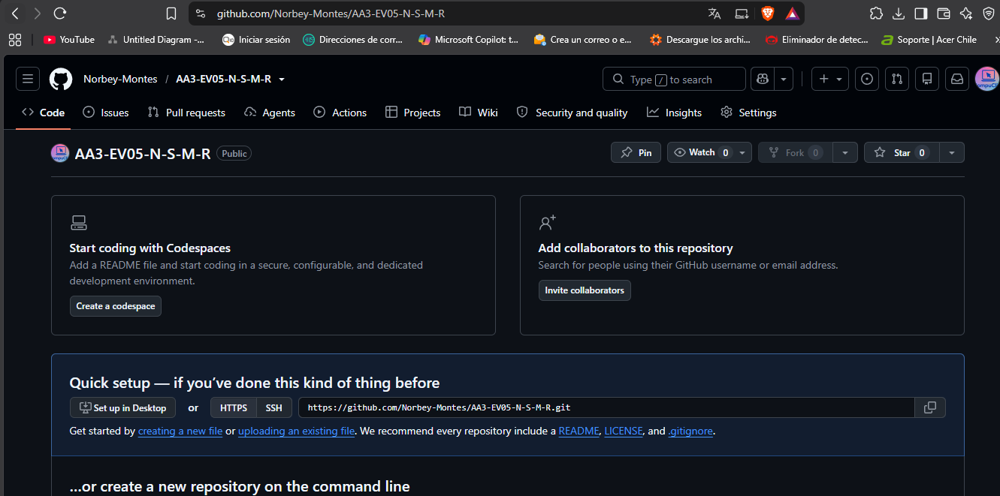 github.com/Norbey-Montes/AA3-EV05-N-S-M-R
YouTube Untitled Diagram -... Iniciar sesión Direcciones de corr... Microsoft Copilot: t... Crea un correo o e... Descargue los archi... Eliminador de detec... Soporte | Acer Chile
Norbey-Montes / AA3-EV05-N-S-M-R Type / to search
Code Issues Pull requests Agents Actions Projects Wiki Security and quality Insights Settings
AA3-EV05-N-S-M-R Public Pin Watch 0 Fork 0 Star 0
Start coding with Codespaces
Add a README file and start coding in a secure, configurable, and dedicated
development environment.
Create a codespace
Add collaborators to this repository
Search for people using their GitHub username or email address.
Invite collaborators
Quick setup — if you’ve done this kind of thing before
Set up in Desktop or HTTPS SSH https://github.com/Norbey-Montes/AA3-EV05-N-S-M-R.git
Get started by creating a new file or uploading an existing file. We recommend every repository include a README, LICENSE, and .gitignore.
…or create a new repository on the command line